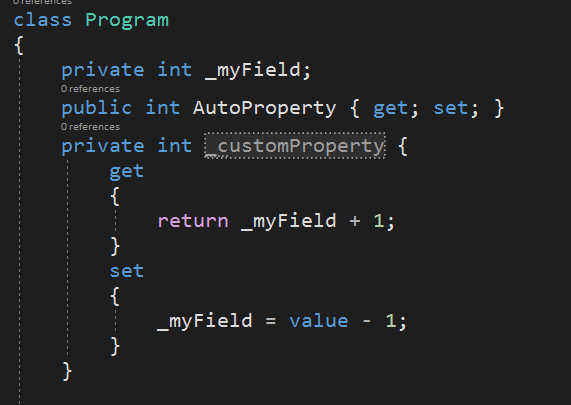 0 references
class Program
{
private int _myField;
0 references
public int AutoProperty { get; set; }
0 references
private int _customProperty {
get
{
return _myField + 1;
}
set
{
_myField = value - 1;
}
}